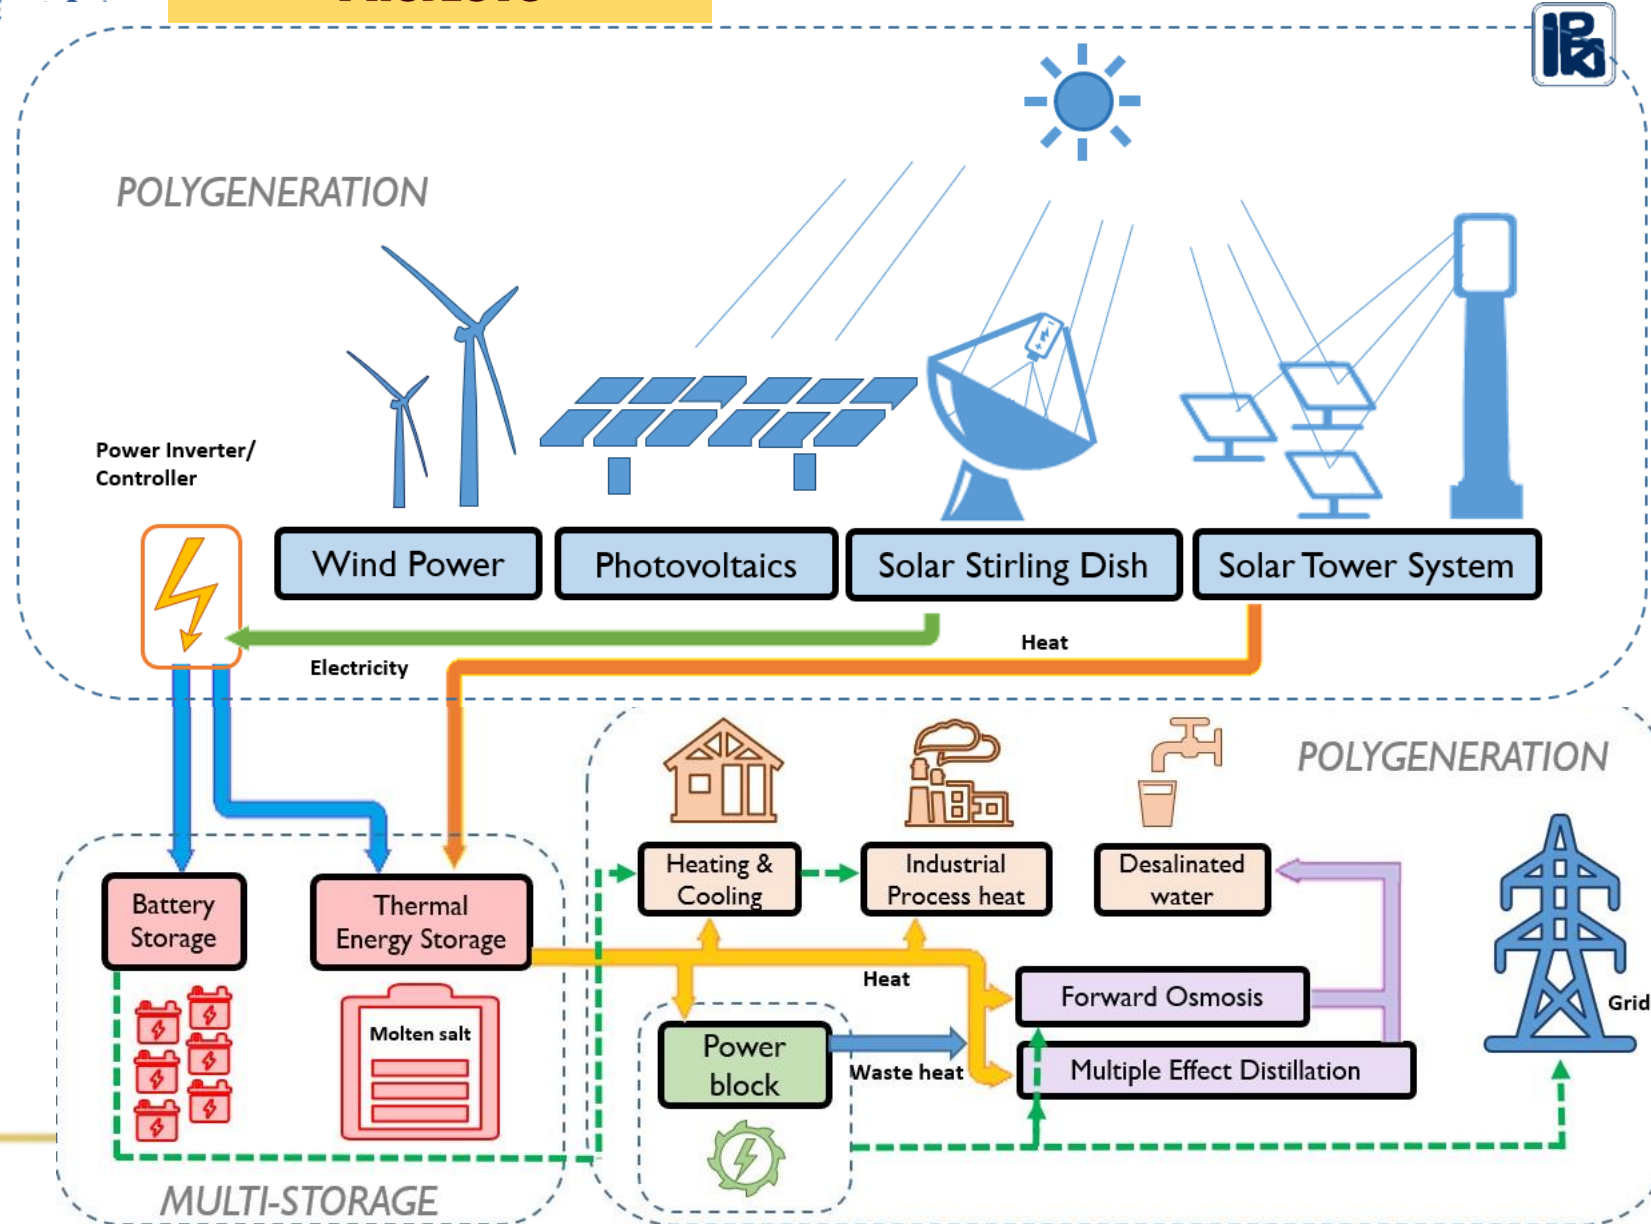 POLYGENERATION
Power Inverter/
Controller
Wind Power
Photovoltaics
Solar Stirling Dish
Solar Tower System
Heat
Electricity
POLYGENERATION
Heating &
Cooling
Industrial
Process heat
Desalinated
water
Battery
Storage
Thermal
Energy Storage
Heat
Forward Osmosis
Grid
Molten salt
Power
block
Waste heat
Multiple Effect Distillation
MULTI-STORAGE